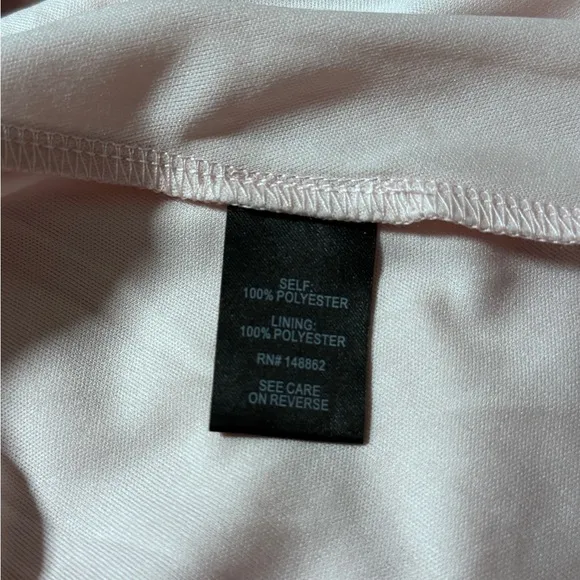 SELF:
100% POLYESTER
LINING:
100% POLYESTER
RN# 148862
SEE CARE
ON REVERSE